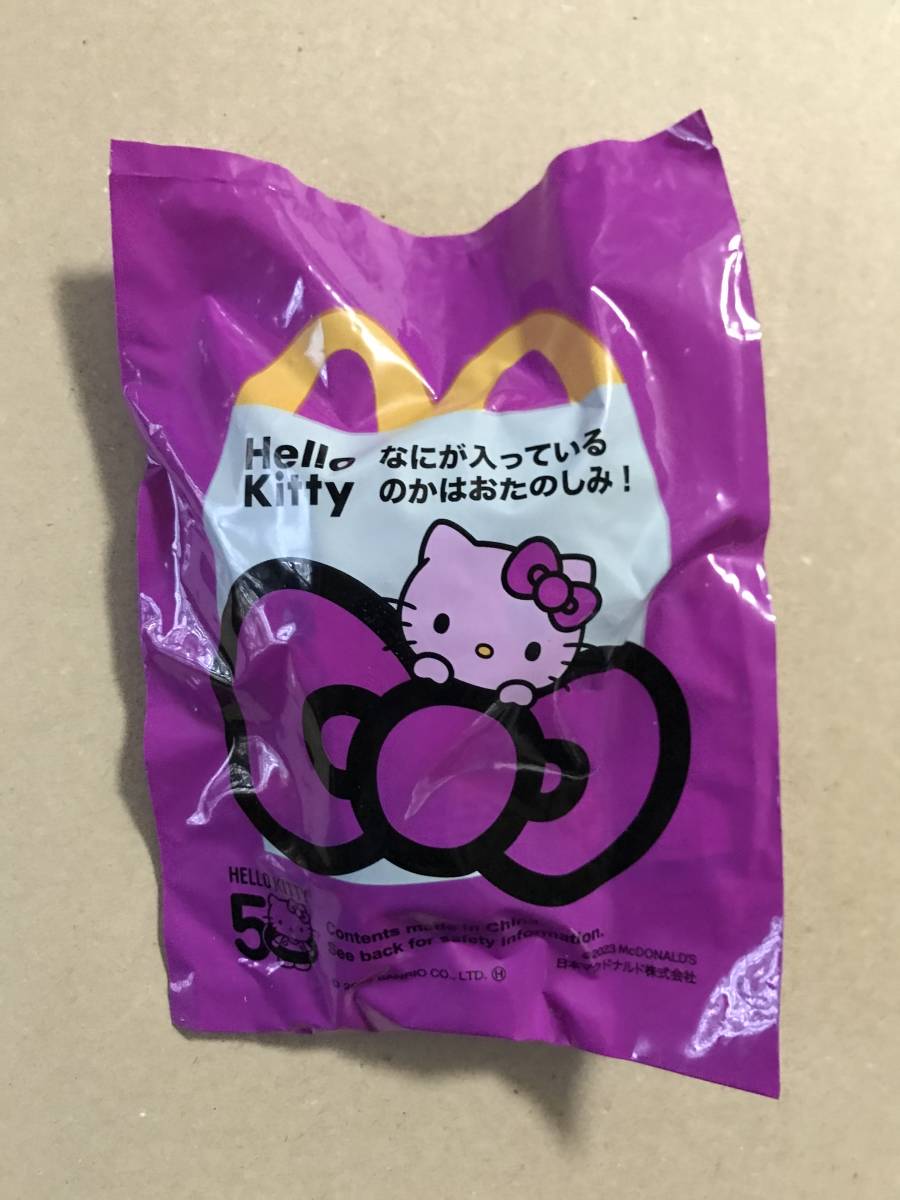 Hello
Kitty
なにが入っている
のかはおたのしみ！
HELLO KITTY
50
Contents made in China.
See back for safety information.
© SANRIO CO., LTD. Ⓗ
© 2023 McDONALD'S
日本マクドナルド株式会社